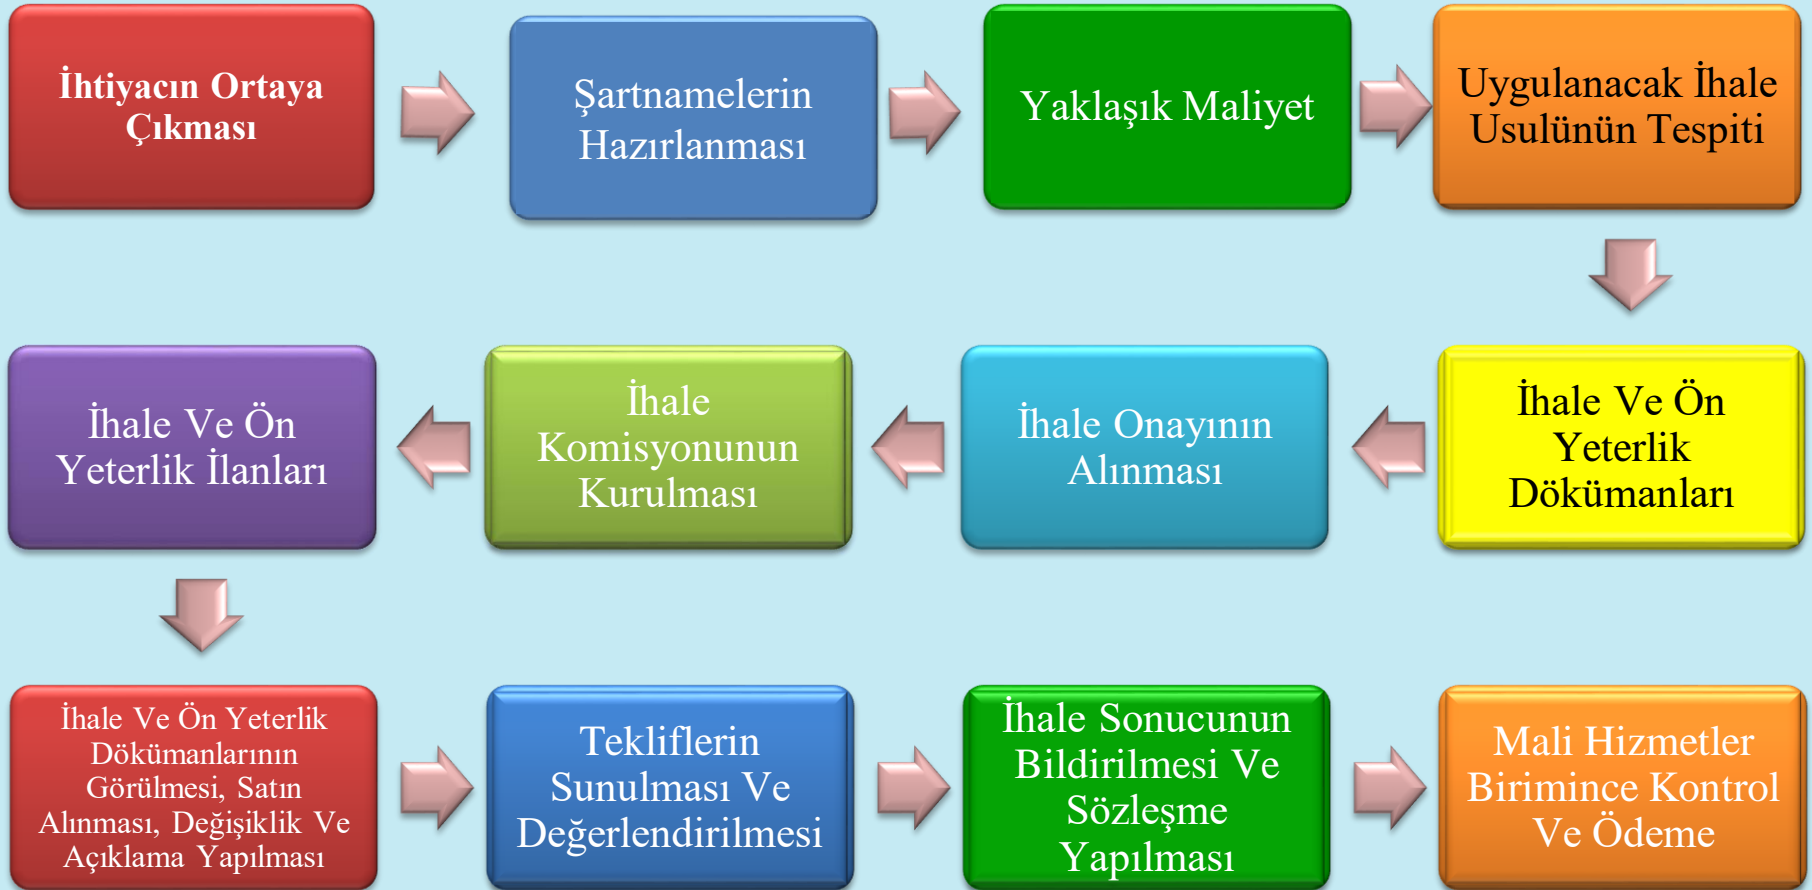 İhtiyacın Ortaya
Çıkması
Şartnamelerin
Hazırlanması
Yaklaşık Maliyet
Uygulanacak İhale
Usulünün Tespiti
İhale Ve Ön
Yeterlik
Dökümanları
İhale Onayının
Alınması
İhale
Komisyonunun
Kurulması
İhale Ve Ön
Yeterlik İlanları
İhale Ve Ön Yeterlik
Dökümanlarının
Görülmesi, Satın
Alınması, Değişiklik Ve
Açıklama Yapılması
Tekliflerin
Sunulması Ve
Değerlendirilmesi
İhale Sonucunun
Bildirilmesi Ve
Sözleşme
Yapılması
Mali Hizmetler
Birimince Kontrol
Ve Ödeme